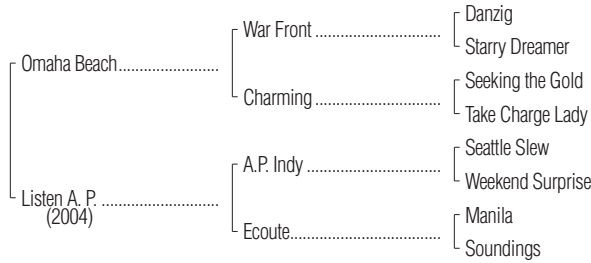 Danzig
War Front ................................
Starry Dreamer
Omaha Beach..........................
Seeking the Gold
Charming ................................
Take Charge Lady
Seattle Slew
A.P. Indy ..................................
Weekend Surprise
Listen A. P. ..............................
(2004)
Manila
Ecoute.......................................
Soundings